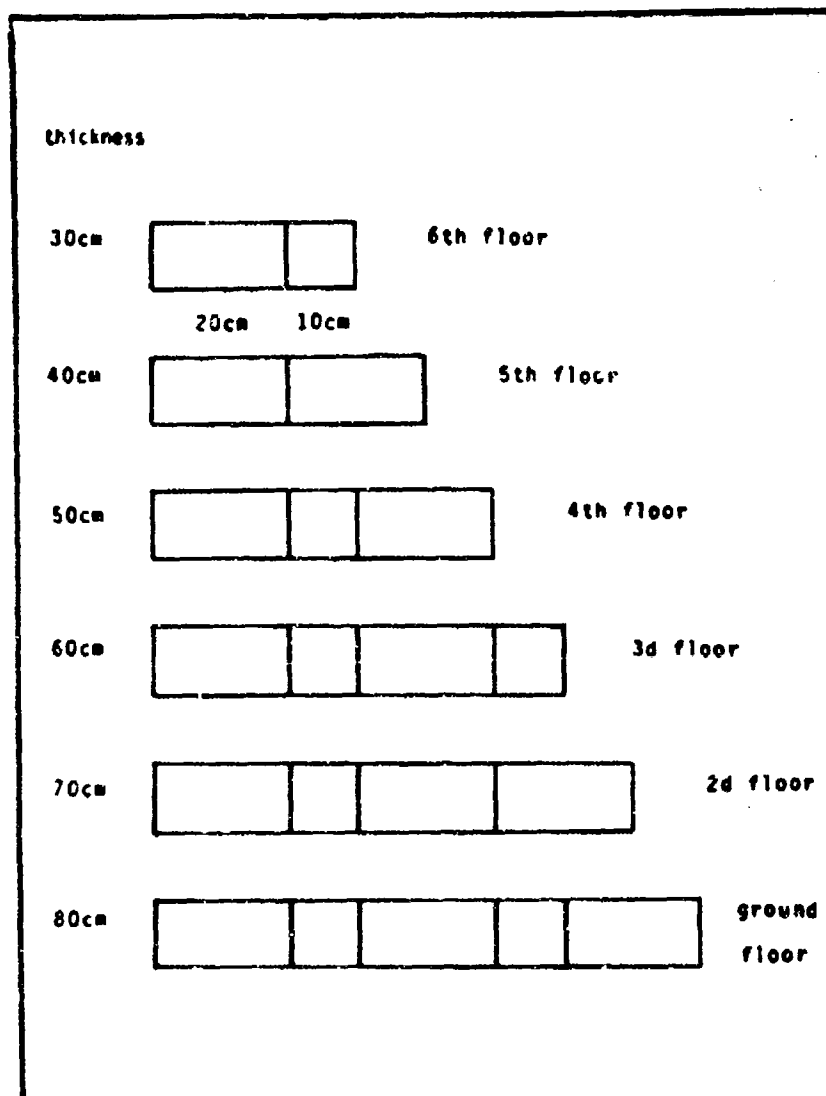 thickness
30cm 6th floor
20cm 10cm
40cm 5th floor
50cm 4th floor
60cm 3d floor
70cm 2d floor
80cm ground
floor